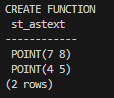 CREATE FUNCTION
 st_astext
------------
 POINT(7 8)
 POINT(4 5)
(2 rows)